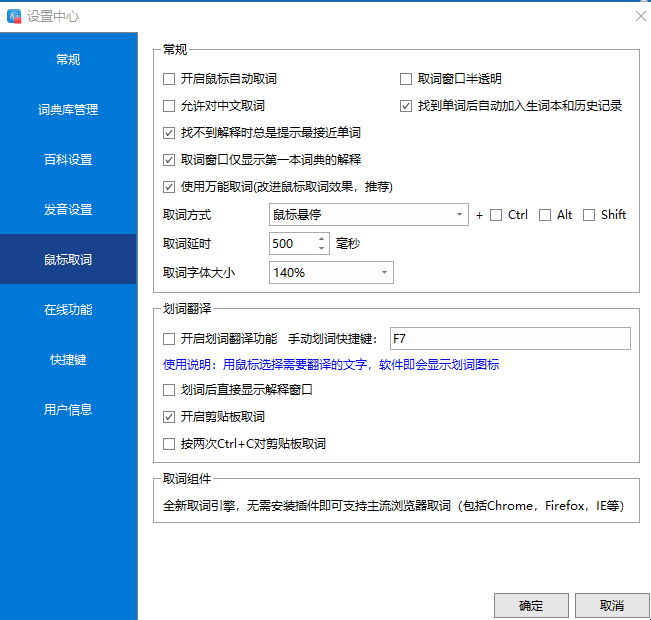 设置中心
常规
词典库管理
百科设置
发音设置
鼠标取词
在线功能
快捷键
用户信息
常规
开启鼠标自动取词
取词窗口半透明
允许对中文取词
找到单词后自动加入生词本和历史记录
找不到解释时总是提示最接近单词
取词窗口仅显示第一本词典的解释
使用万能取词(改进鼠标取词效果，推荐)
取词方式 鼠标悬停 + Ctrl Alt Shift
取词延时 500 毫秒
取词字体大小 140%
划词翻译
开启划词翻译功能 手动划词快捷键： F7
使用说明：用鼠标选择需要翻译的文字，软件即会显示划词图标
划词后直接显示解释窗口
开启剪贴板取词
按两次Ctrl+C对剪贴板取词
取词组件
全新取词引擎，无需安装插件即可支持主流浏览器取词（包括Chrome，Firefox，IE等）
确定 取消